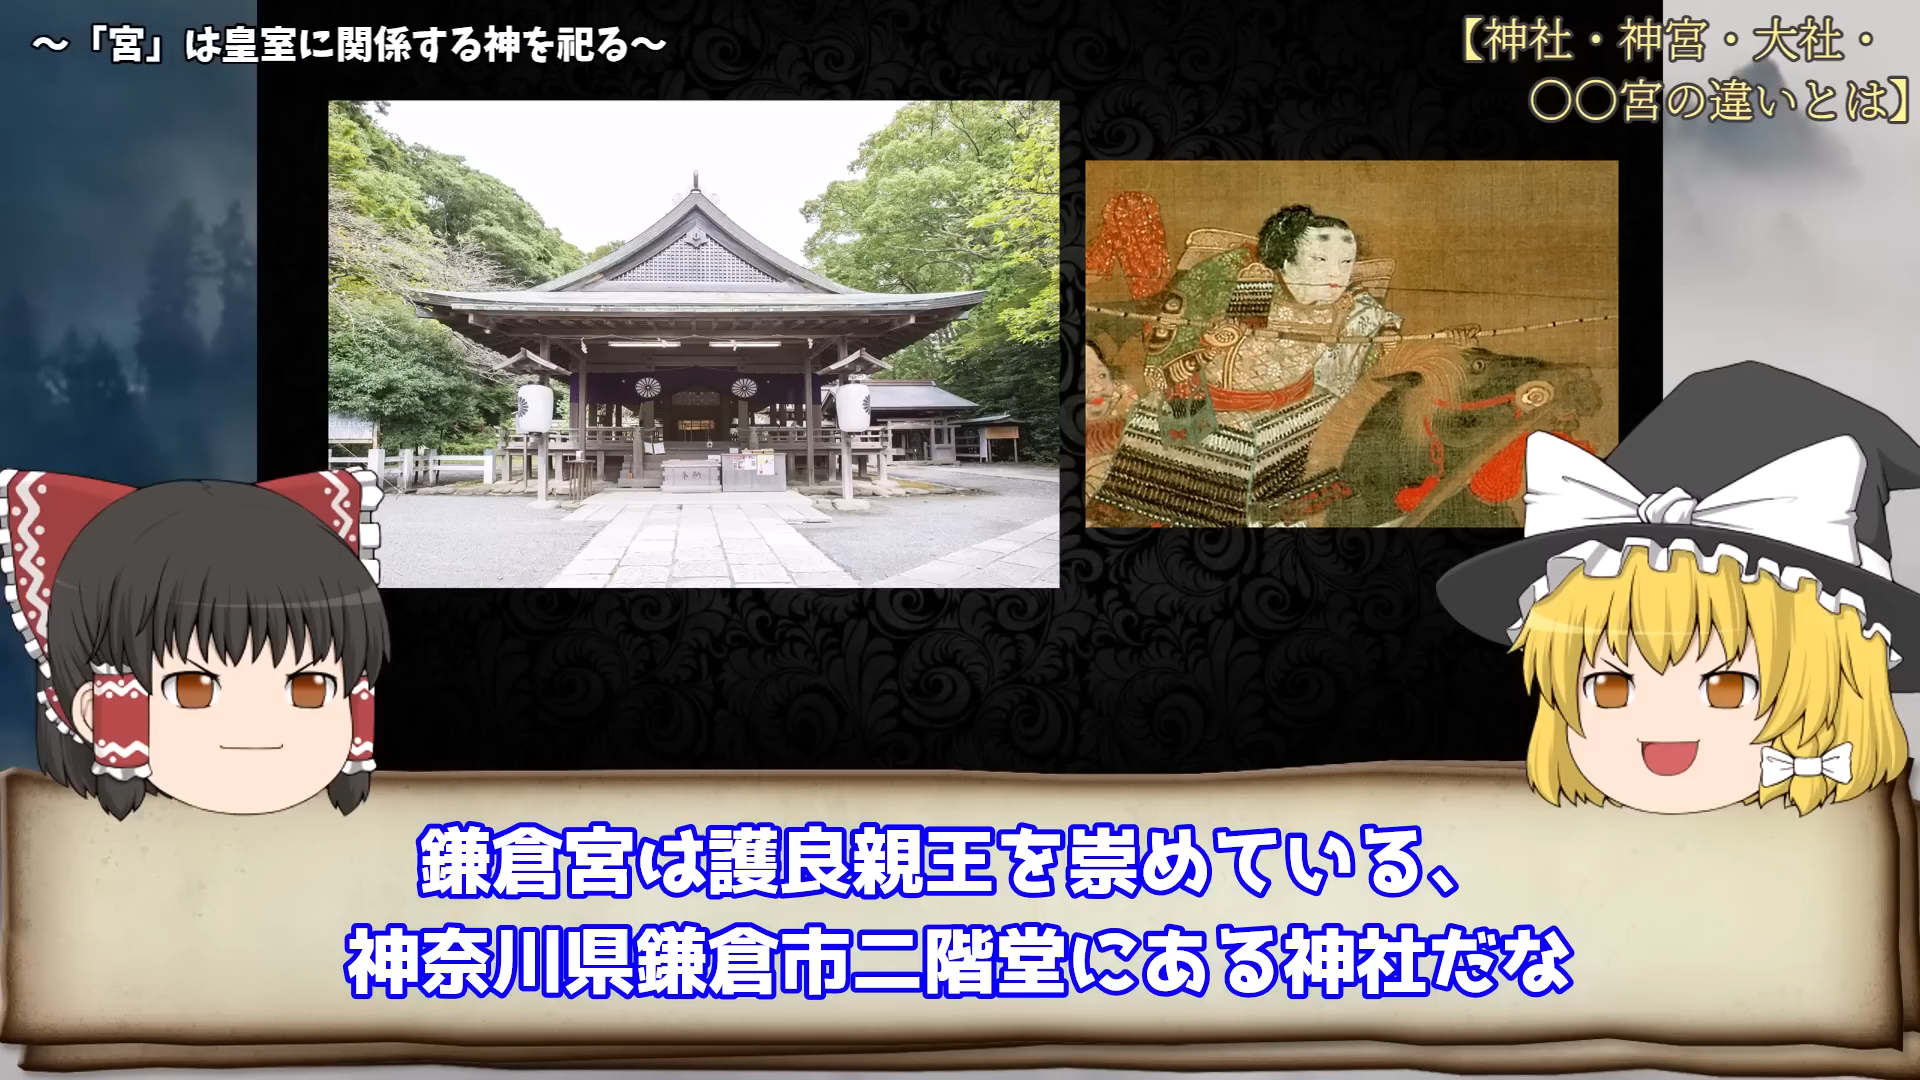 ～「宮」は皇室に関係する神を祀る～
【神社・神宮・大社・
〇〇宮の違いとは】
鎌倉宮は護良親王を崇めている、
神奈川県鎌倉市二階堂にある神社だな